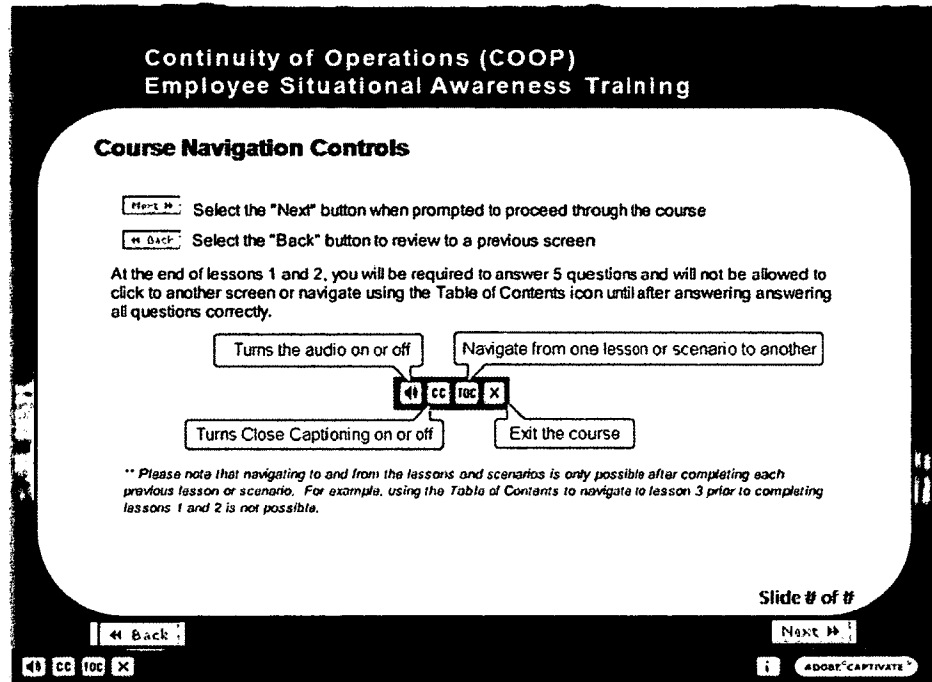 Continuity of Operations (COOP)
Employee Situational Awareness Training
Course Navigation Controls
Next Select the "Next" button when prompted to proceed through the course
Back Select the "Back" button to review to a previous screen
At the end of lessons 1 and 2, you will be required to answer 5 questions and will not be allowed to
click to another screen or navigate using the Table of Contents icon until after answering answering
all questions correctly.
Turns the audio on or off Navigate from one lesson or scenario to another
CC TOC X
Turns Close Captioning on or off Exit the course
** Please note that navigating to and from the lessons and scenarios is only possible after completing each
previous lesson or scenario. For example, using the Table of Contents to navigate to lesson 3 prior to completing
lessons 1 and 2 is not possible.
Slide # of #
Back Next
CC TOC X i ADOBE CAPTIVATE